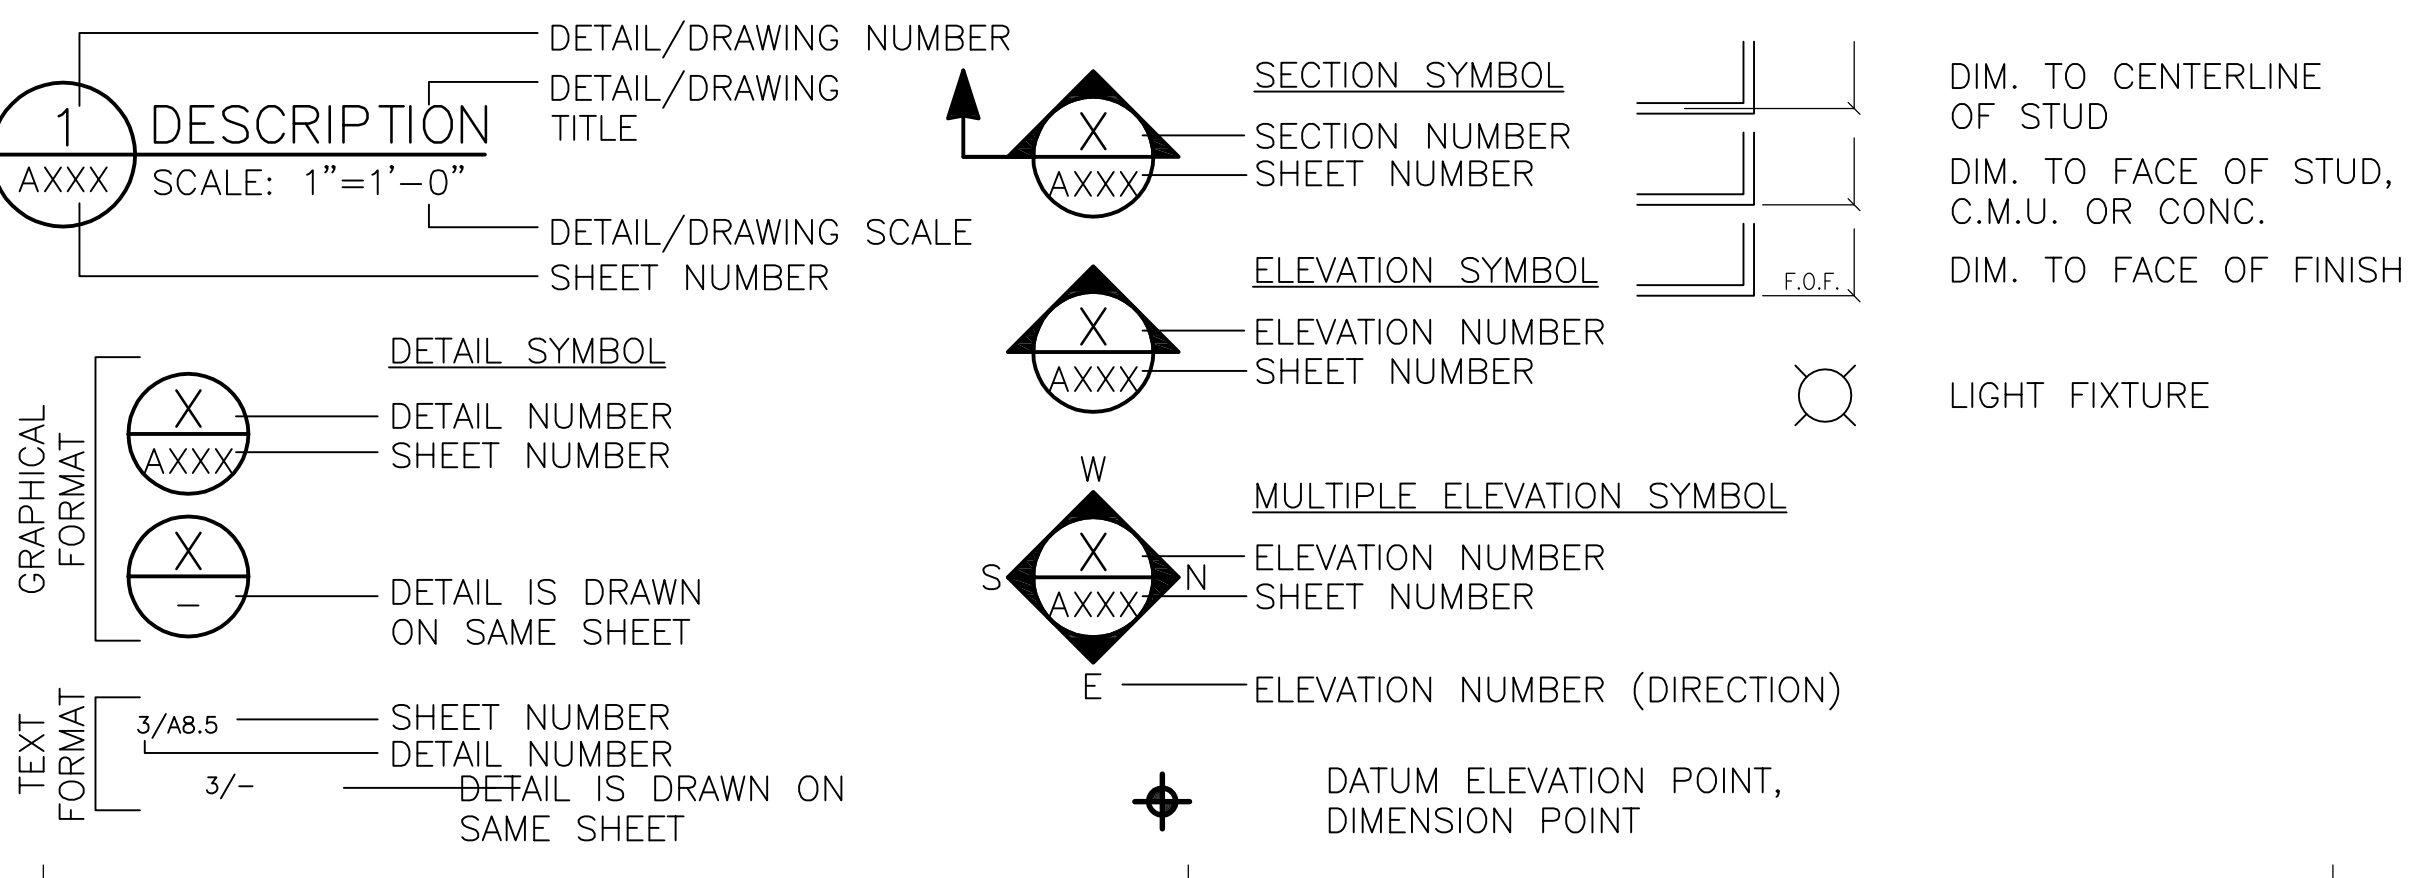 DETAIL/DRAWING NUMBER
DETAIL/DRAWING
TITLE
1
DESCRIPTION
AXXX
SCALE: 1"=1'-0"
DETAIL/DRAWING SCALE
SHEET NUMBER
GRAPHICAL
FORMAT
DETAIL SYMBOL
X
DETAIL NUMBER
AXXX
SHEET NUMBER
X
–
DETAIL IS DRAWN
ON SAME SHEET
TEXT
FORMAT
3/A8.5
SHEET NUMBER
DETAIL NUMBER
3/–
DETAIL IS DRAWN ON
SAME SHEET
SECTION SYMBOL
X
SECTION NUMBER
AXXX
SHEET NUMBER
ELEVATION SYMBOL
X
ELEVATION NUMBER
AXXX
SHEET NUMBER
W
MULTIPLE ELEVATION SYMBOL
X
ELEVATION NUMBER
S
N
AXXX
SHEET NUMBER
E
ELEVATION NUMBER (DIRECTION)
DATUM ELEVATION POINT,
DIMENSION POINT
DIM. TO CENTERLINE
OF STUD
DIM. TO FACE OF STUD,
C.M.U. OR CONC.
F.O.F.
DIM. TO FACE OF FINISH
LIGHT FIXTURE